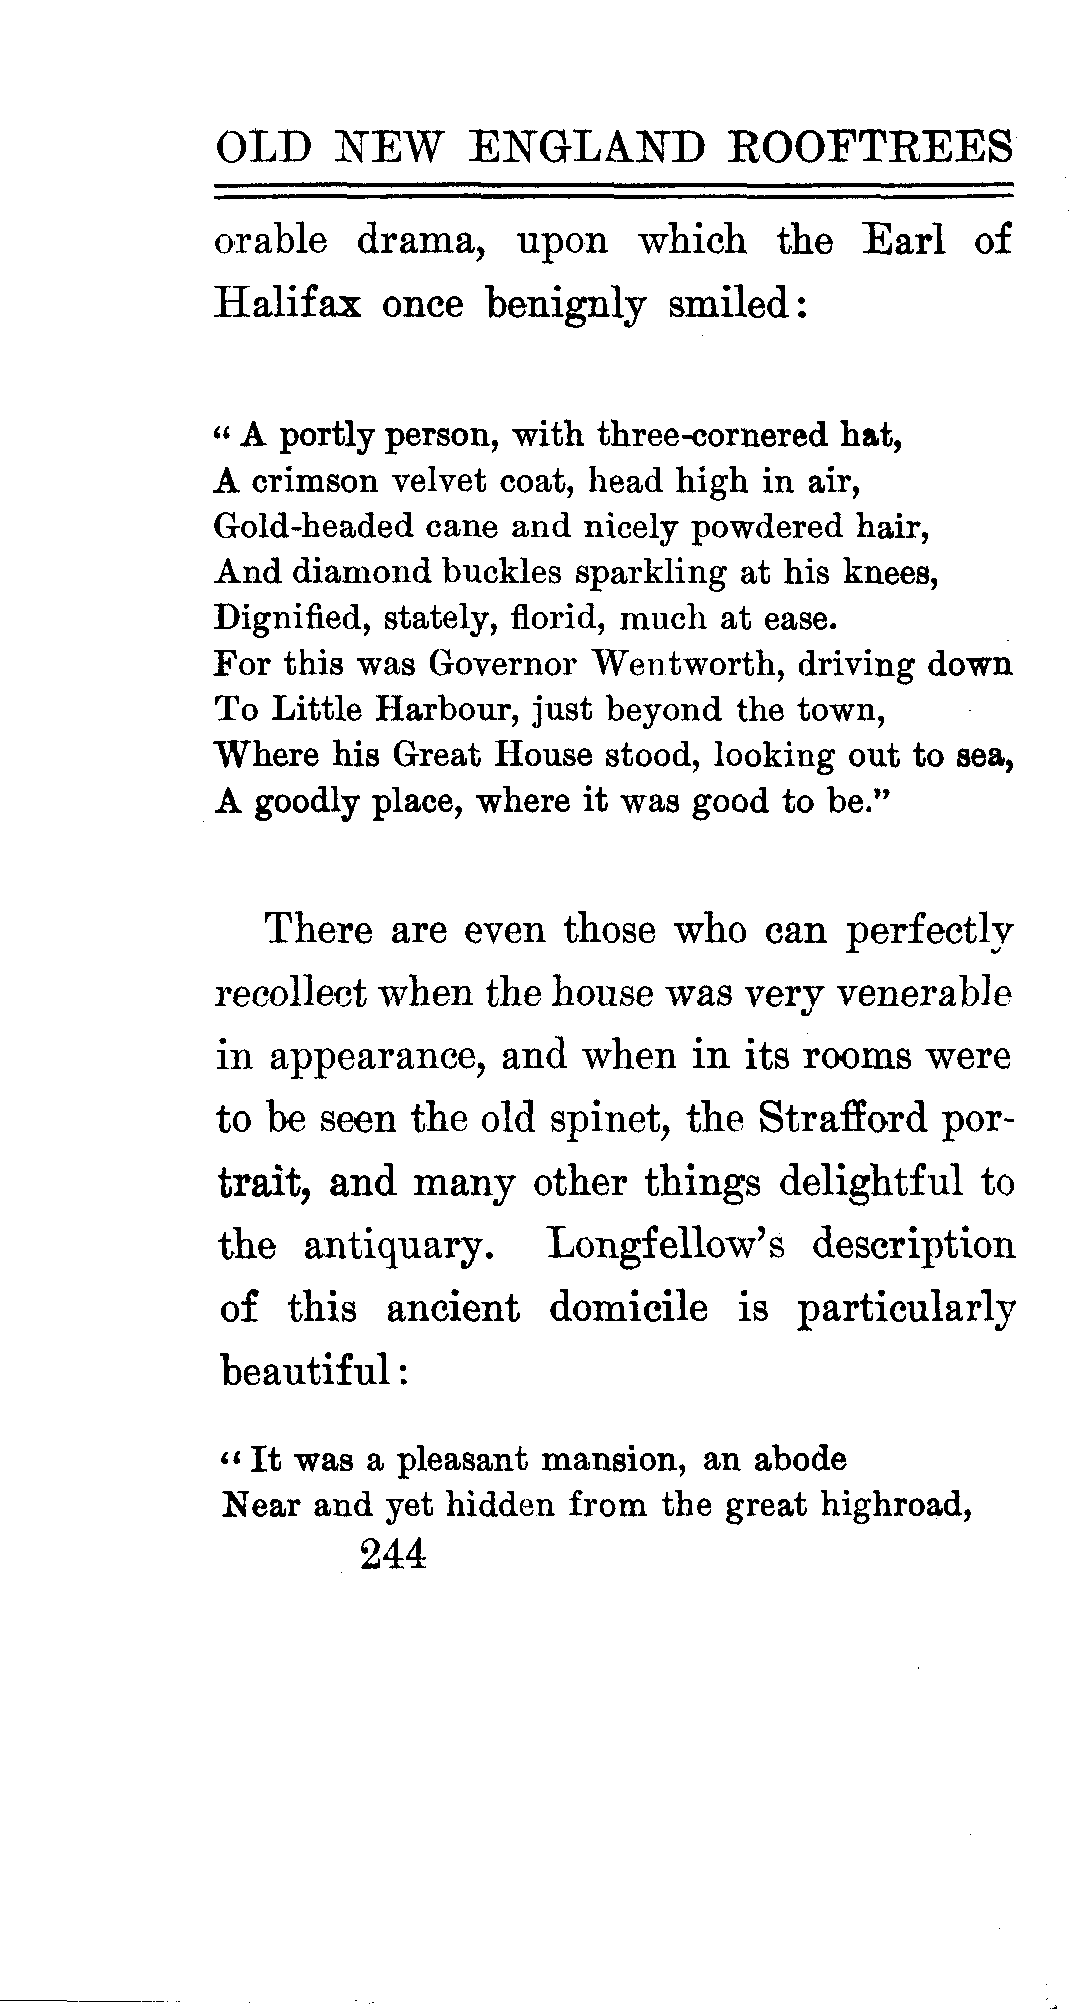 OLD NEW ENGLAND ROOFTREES
orable drama, upon which the Earl of
Halifax once benignly smiled:
“ A portly person, with three-cornered hat,
A crimson velvet coat, head high in air,
Gold-headed cane and nicely powdered hair,
And diamond buckles sparkling at his knees,
Dignified, stately, florid, much at ease.
For this was Governor Wentworth, driving down
To Little Harbour, just beyond the town,
Where his Great House stood, looking out to sea,
A goodly place, where it was good to be.”
There are even those who can perfectly
recollect when the house was very venerable
in appearance, and when in its rooms were
to be seen the old spinet, the Strafford por-
trait, and many other things delightful to
the antiquary. Longfellow’s description
of this ancient domicile is particularly
beautiful:
“ It was a pleasant mansion, an abode
Near and yet hidden from the great highroad,
244